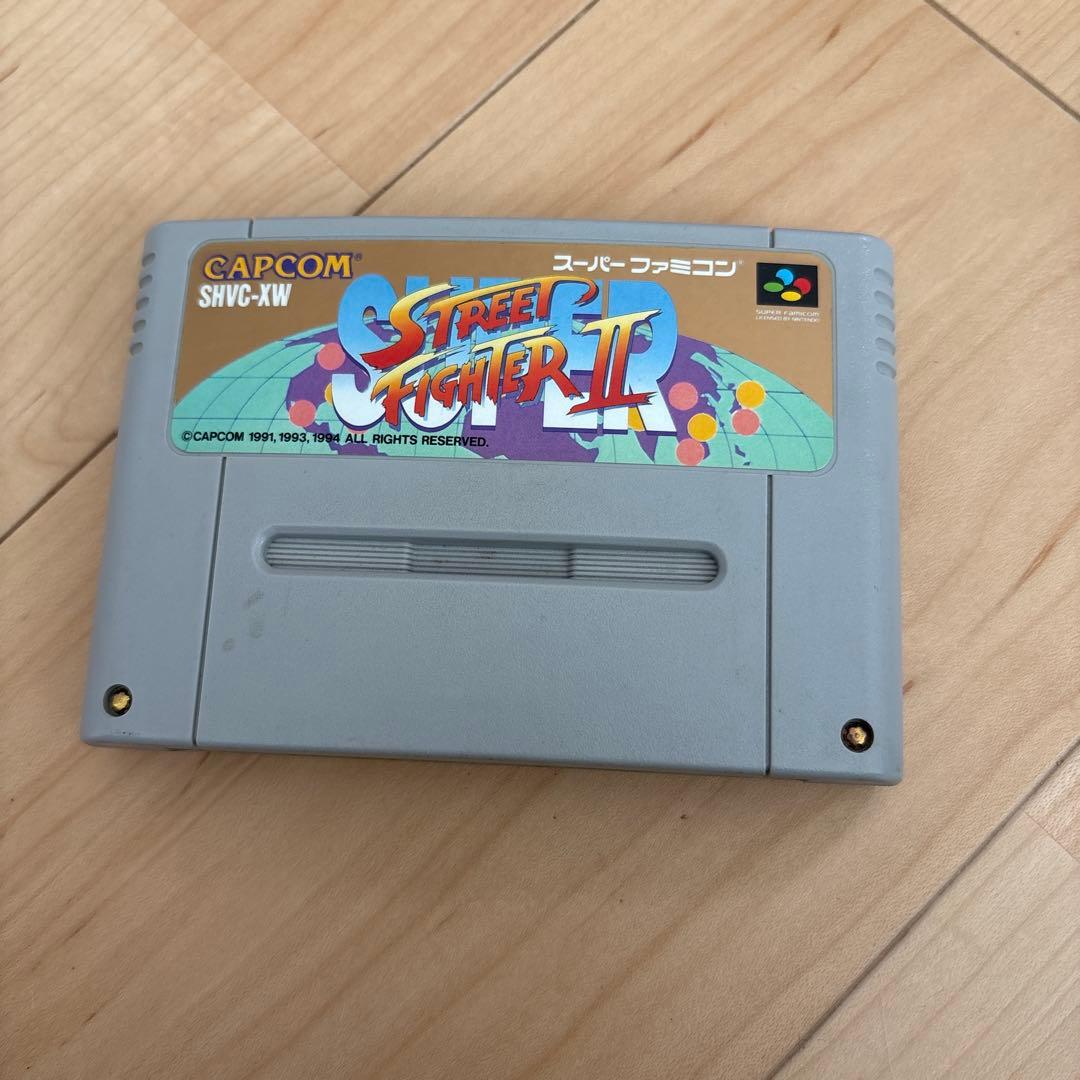 CAPCOM®
SHVC-XW
スーパーファミコン®
SUPER
STREET
FIGHTER II
SUPER FAMICOM
LICENSED BY NINTENDO
©CAPCOM 1991, 1993, 1994 ALL RIGHTS RESERVED.